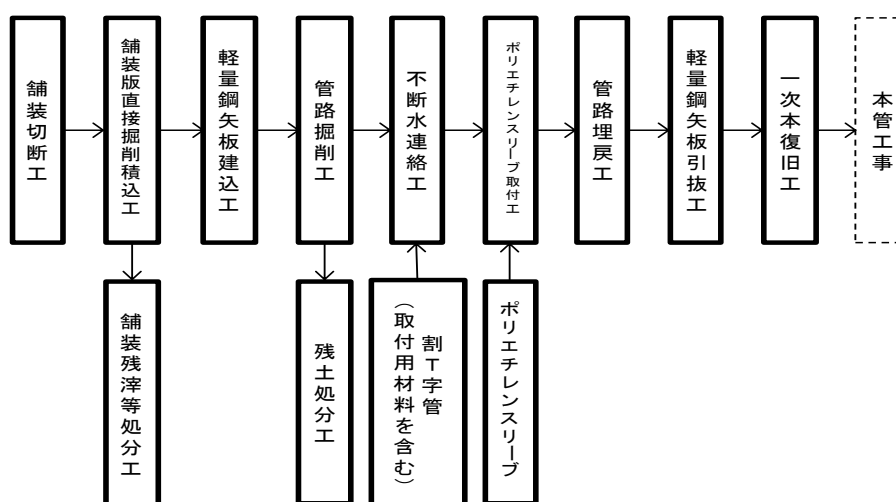 舗装切断工
舗装版直接掘削積込工
軽量鋼矢板建込工
管路掘削工
不断水連絡工
ポリエチレンスリーブ取付工
管路埋戻工
軽量鋼矢板引抜工
一次本復旧工
本管工事
舗装残滓等処分工
残土処分工
割Ｔ字管
（取付用材料を含む）
ポリエチレンスリーブ